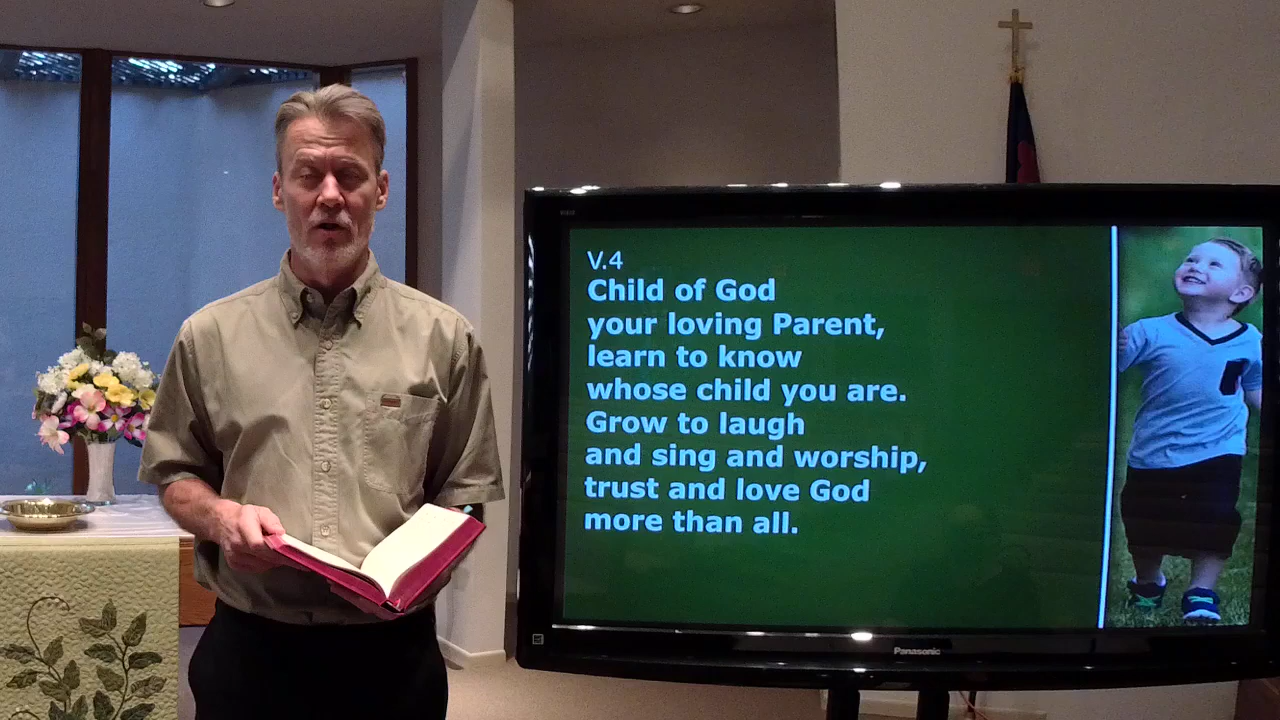 V.4
Child of God
your loving Parent,
learn to know
whose child you are.
Grow to laugh
and sing and worship,
trust and love God
more than all.
Panasonic